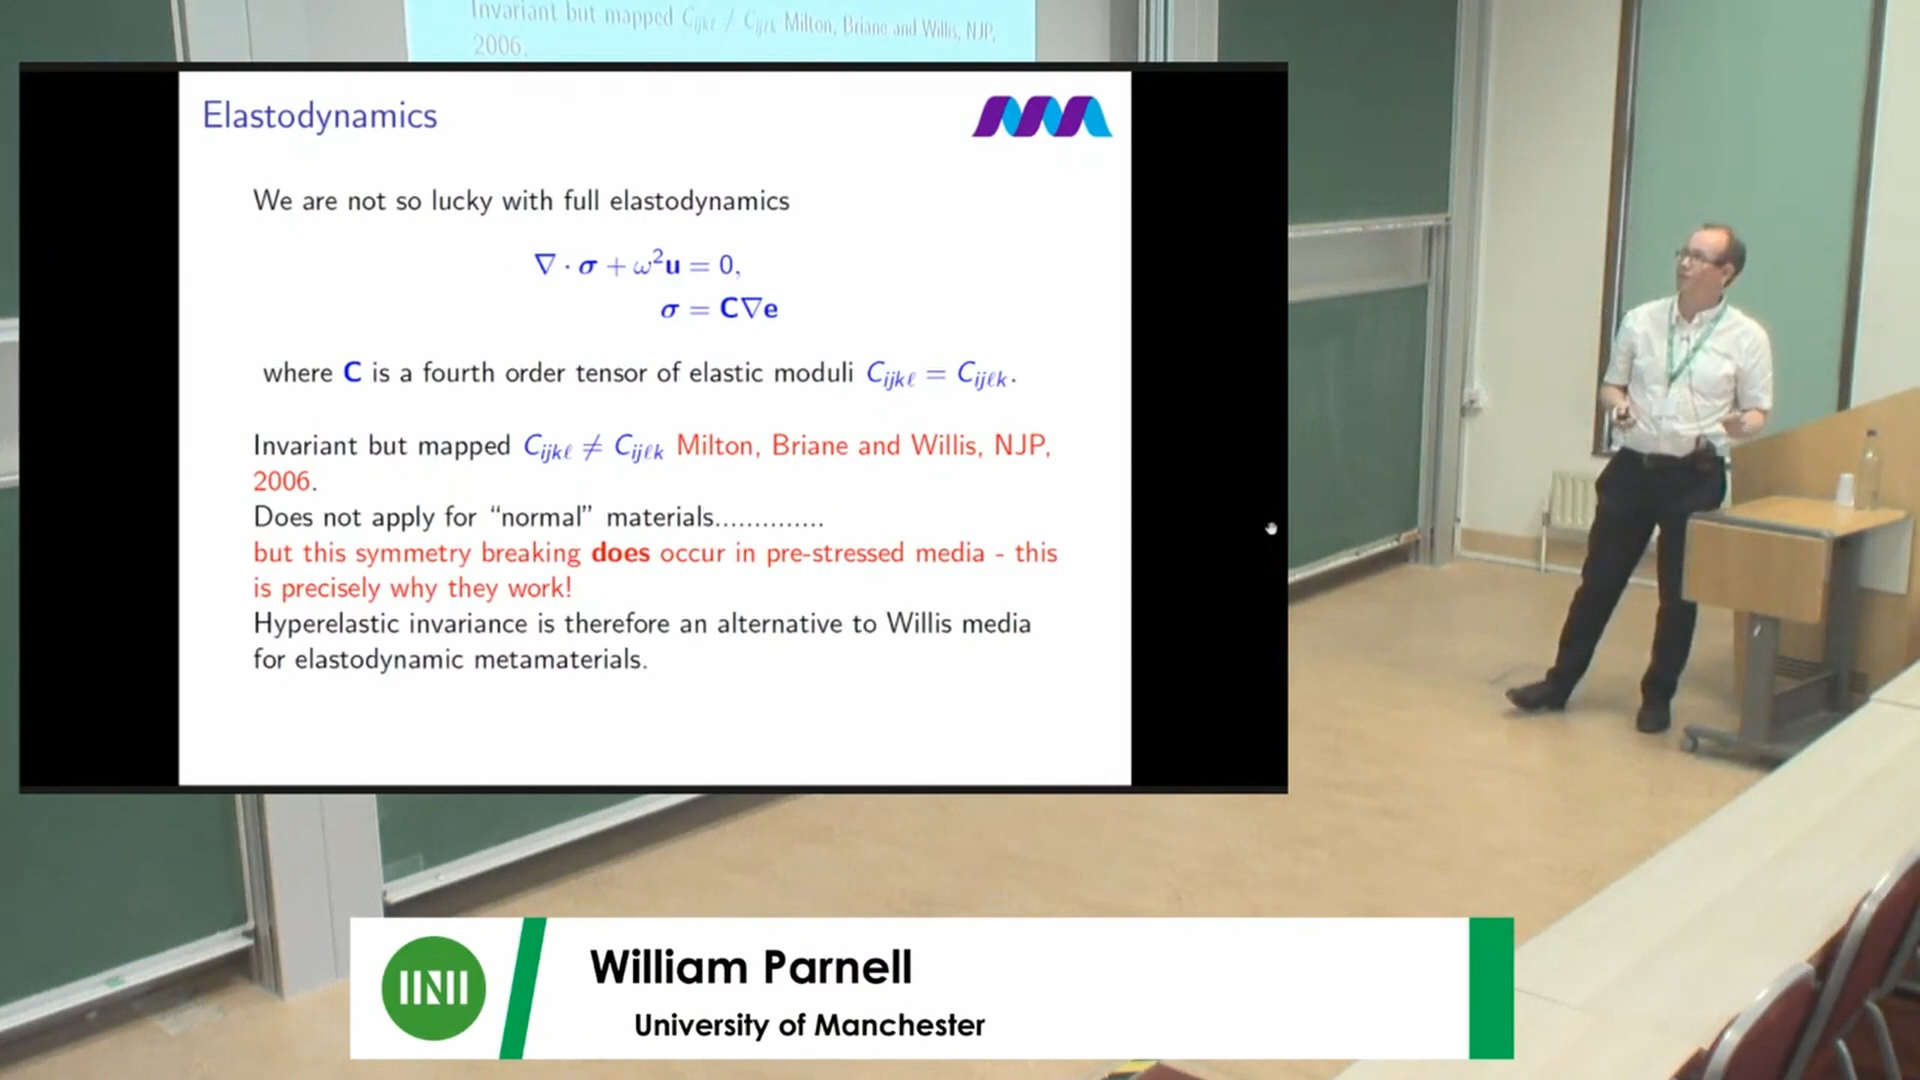 Invariant but mapped Cijkℓ ≠ Cijℓk Milton, Briane and Willis, NJP,
2006.
Elastodynamics
We are not so lucky with full elastodynamics
∇ · σ + ω²u = 0,
σ = C∇e
where C is a fourth order tensor of elastic moduli Cijkℓ = Cijℓk.
Invariant but mapped Cijkℓ ≠ Cijℓk Milton, Briane and Willis, NJP,
2006.
Does not apply for “normal” materials..............
but this symmetry breaking does occur in pre-stressed media - this
is precisely why they work!
Hyperelastic invariance is therefore an alternative to Willis media
for elastodynamic metamaterials.
William Parnell
University of Manchester